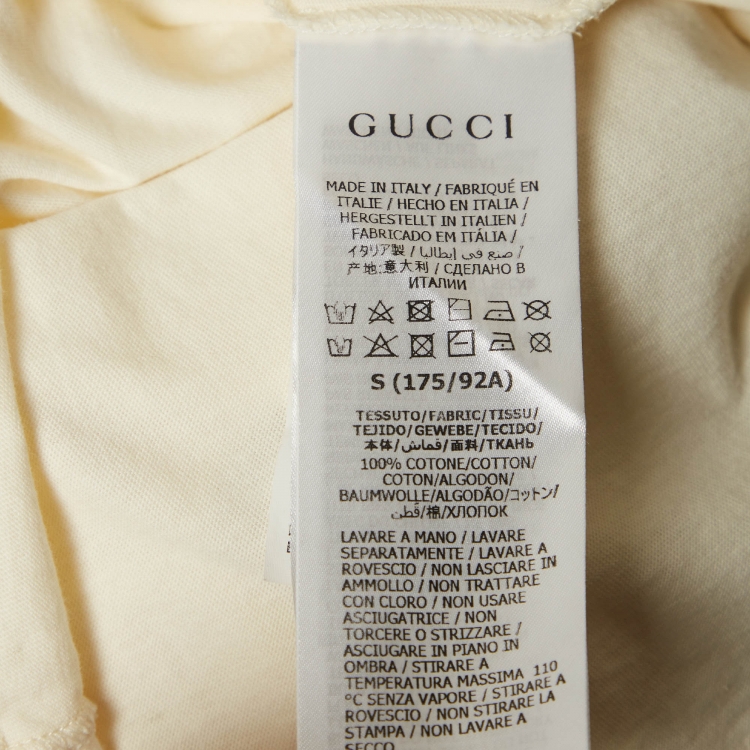 GUCCI
MADE IN ITALY / FABRIQUÉ EN
ITALIE / HECHO EN ITALIA /
HERGESTELLT IN ITALIEN /
FABRICADO EM ITÁLIA /
イタリア製 / صنع في إيطاليا /
产地:意大利 / СДЕЛАНО В
ИТАЛИИ
S (175/92A)
TESSUTO/FABRIC/TISSU/
TEJIDO/GEWEBE/TECIDO/
本体/قماش/面料/ТКАНЬ
100% COTONE/COTTON/
COTON/ALGODON/
BAUMWOLLE/ALGODÃO/コットン/
قطن/棉/ХЛОПОК
LAVARE A MANO / LAVARE
SEPARATAMENTE / LAVARE A
ROVESCIO / NON LASCIARE IN
AMMOLLO / NON TRATTARE
CON CLORO / NON USARE
ASCIUGATRICE / NON
TORCERE O STRIZZARE /
ASCIUGARE IN PIANO IN
OMBRA / STIRARE A
TEMPERATURA MASSIMA 110
°C SENZA VAPORE / STIRARE A
ROVESCIO / NON STIRARE LA
STAMPA / NON LAVARE A
SECCO